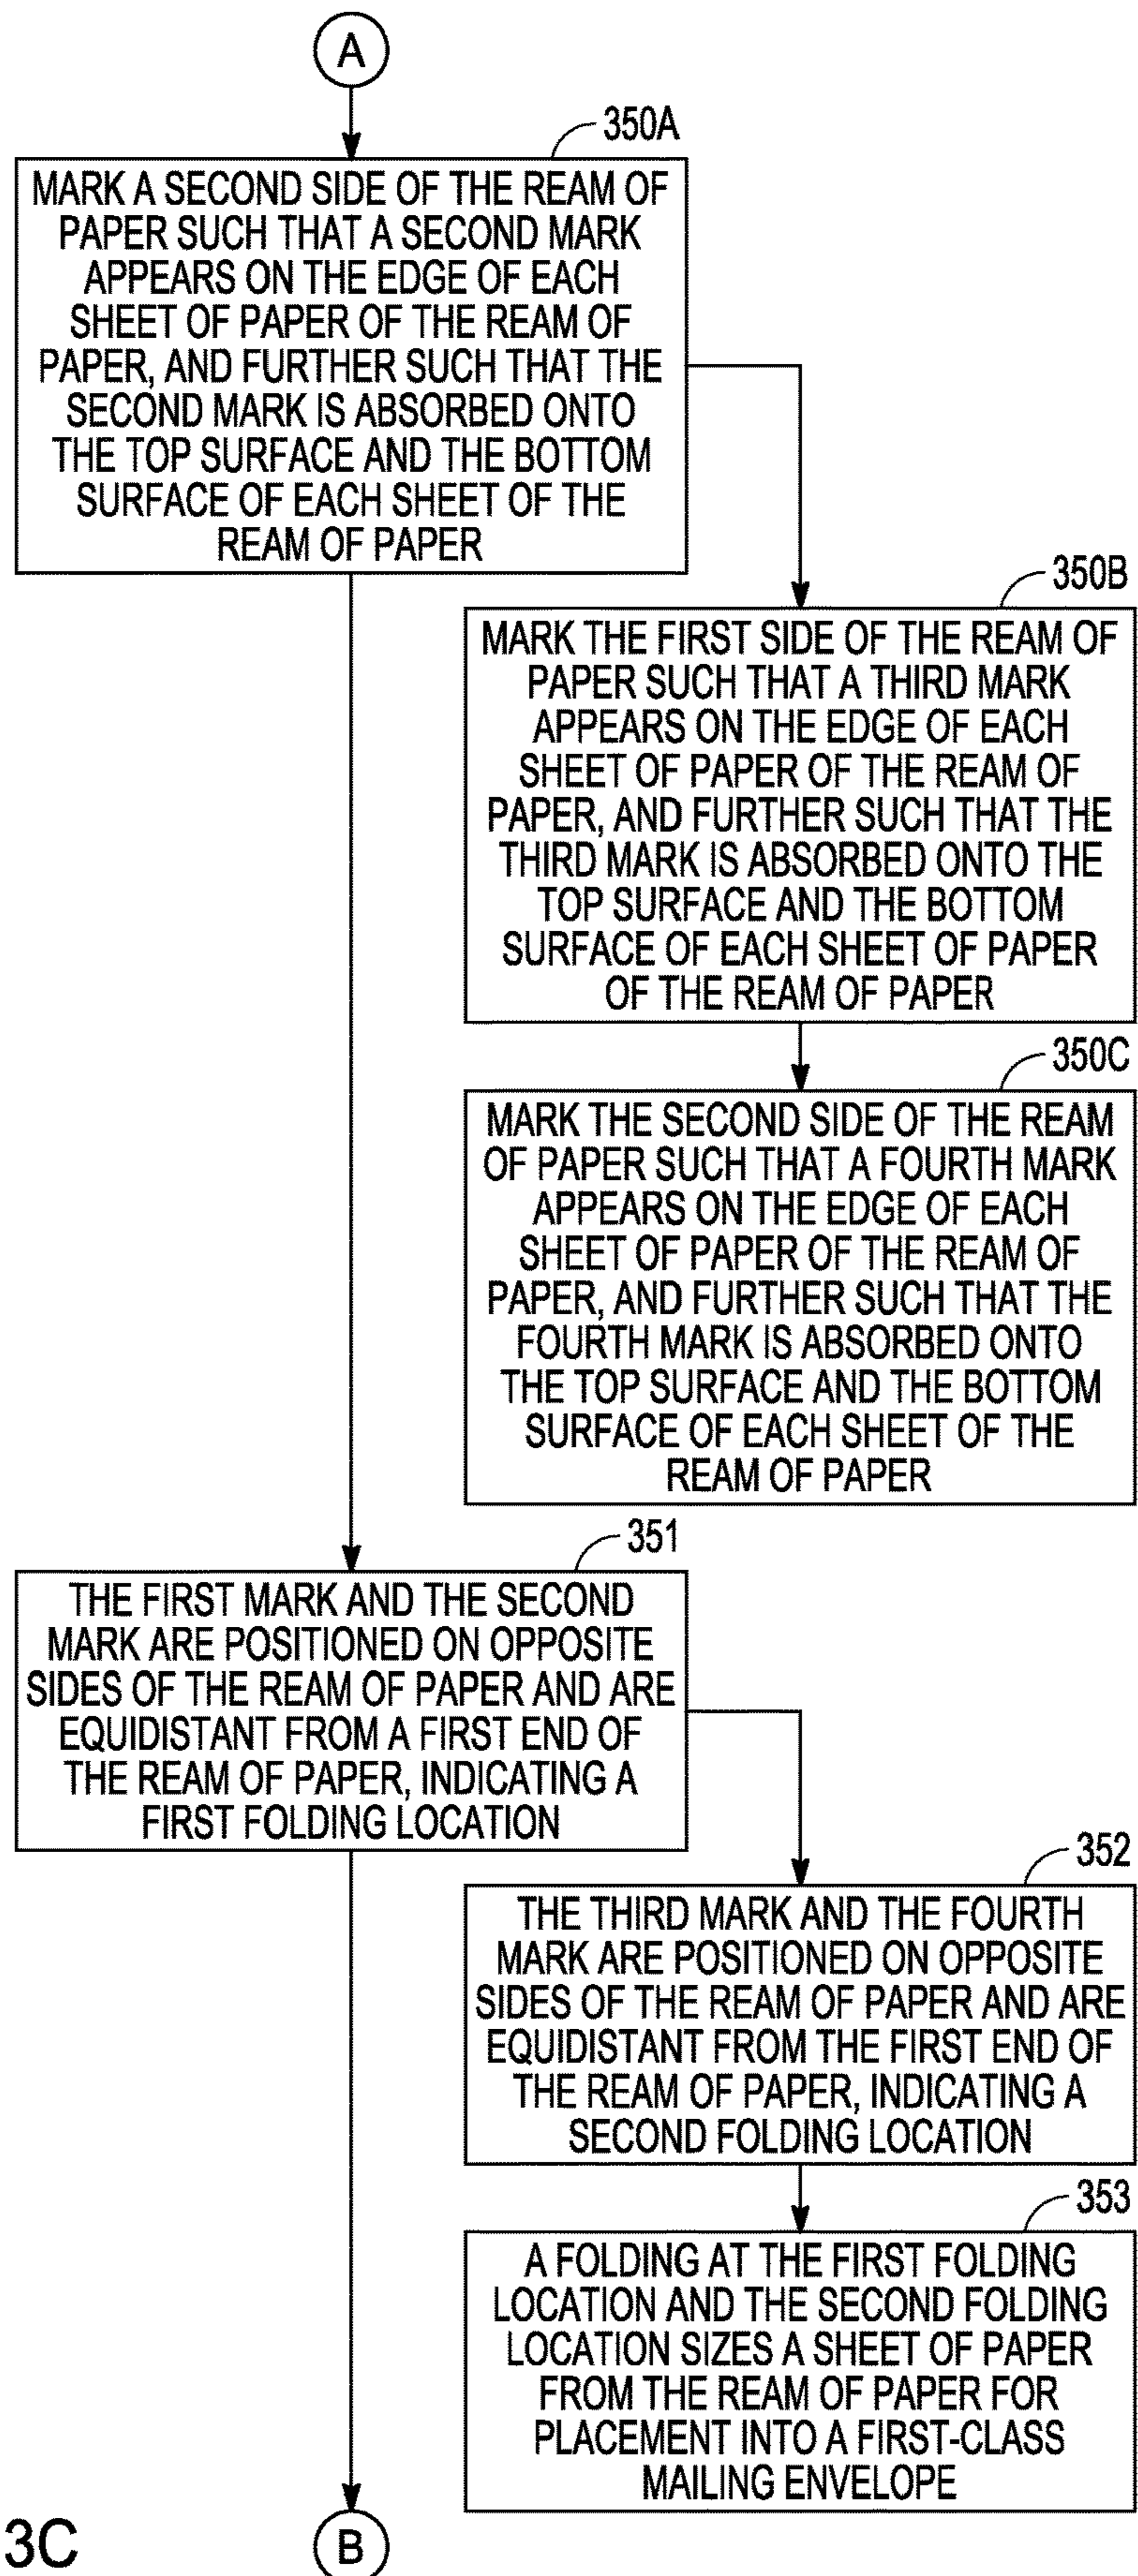 A
350A
MARK A SECOND SIDE OF THE REAM OF
PAPER SUCH THAT A SECOND MARK
APPEARS ON THE EDGE OF EACH
SHEET OF PAPER OF THE REAM OF
PAPER, AND FURTHER SUCH THAT THE
SECOND MARK IS ABSORBED ONTO
THE TOP SURFACE AND THE BOTTOM
SURFACE OF EACH SHEET OF THE
REAM OF PAPER
350B
MARK THE FIRST SIDE OF THE REAM OF
PAPER SUCH THAT A THIRD MARK
APPEARS ON THE EDGE OF EACH
SHEET OF PAPER OF THE REAM OF
PAPER, AND FURTHER SUCH THAT THE
THIRD MARK IS ABSORBED ONTO THE
TOP SURFACE AND THE BOTTOM
SURFACE OF EACH SHEET OF PAPER
OF THE REAM OF PAPER
350C
MARK THE SECOND SIDE OF THE REAM
OF PAPER SUCH THAT A FOURTH MARK
APPEARS ON THE EDGE OF EACH
SHEET OF PAPER OF THE REAM OF
PAPER, AND FURTHER SUCH THAT THE
FOURTH MARK IS ABSORBED ONTO
THE TOP SURFACE AND THE BOTTOM
SURFACE OF EACH SHEET OF THE
REAM OF PAPER
351
THE FIRST MARK AND THE SECOND
MARK ARE POSITIONED ON OPPOSITE
SIDES OF THE REAM OF PAPER AND ARE
EQUIDISTANT FROM A FIRST END OF
THE REAM OF PAPER, INDICATING A
FIRST FOLDING LOCATION
352
THE THIRD MARK AND THE FOURTH
MARK ARE POSITIONED ON OPPOSITE
SIDES OF THE REAM OF PAPER AND ARE
EQUIDISTANT FROM THE FIRST END OF
THE REAM OF PAPER, INDICATING A
SECOND FOLDING LOCATION
353
A FOLDING AT THE FIRST FOLDING
LOCATION AND THE SECOND FOLDING
LOCATION SIZES A SHEET OF PAPER
FROM THE REAM OF PAPER FOR
PLACEMENT INTO A FIRST-CLASS
MAILING ENVELOPE
3C
B